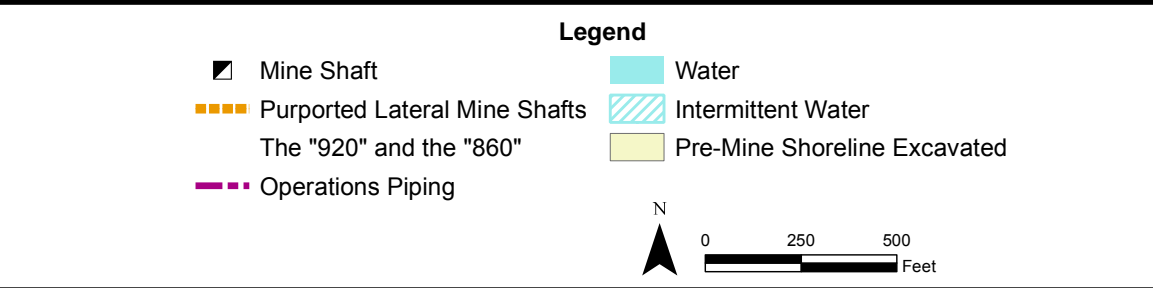 Legend
Mine Shaft
Purported Lateral Mine Shafts
The "920" and the "860"
Operations Piping
Water
Intermittent Water
Pre-Mine Shoreline Excavated
N
0 250 500
Feet